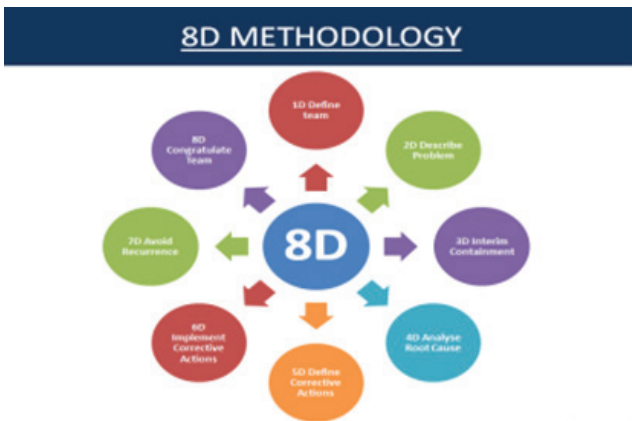 8D METHODOLOGY
1D Define
team
2D Describe
Problem
3D Interim
Containment
4D Analyse
Root Cause
5D Define
Corrective
Actions
6D
Implement
Corrective
Actions
7D Avoid
Recurrence
8D
Congratulate
Team
8D